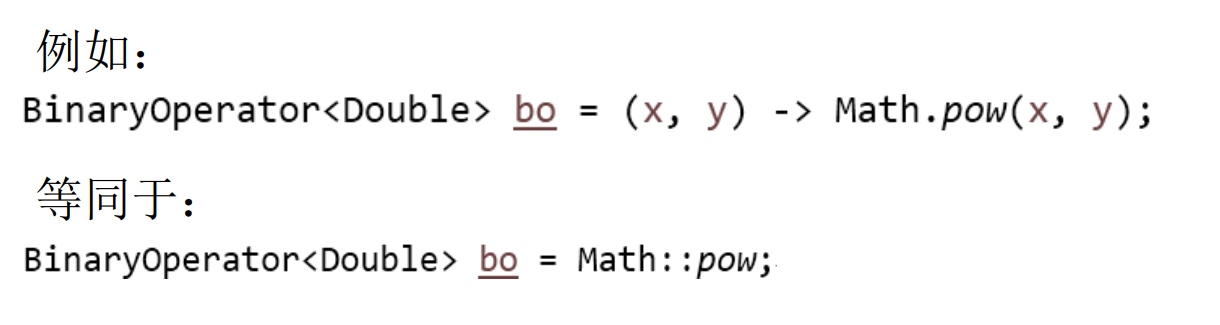 例如：
BinaryOperator<Double> bo = (x, y) -> Math.pow(x, y);
等同于：
BinaryOperator<Double> bo = Math::pow;